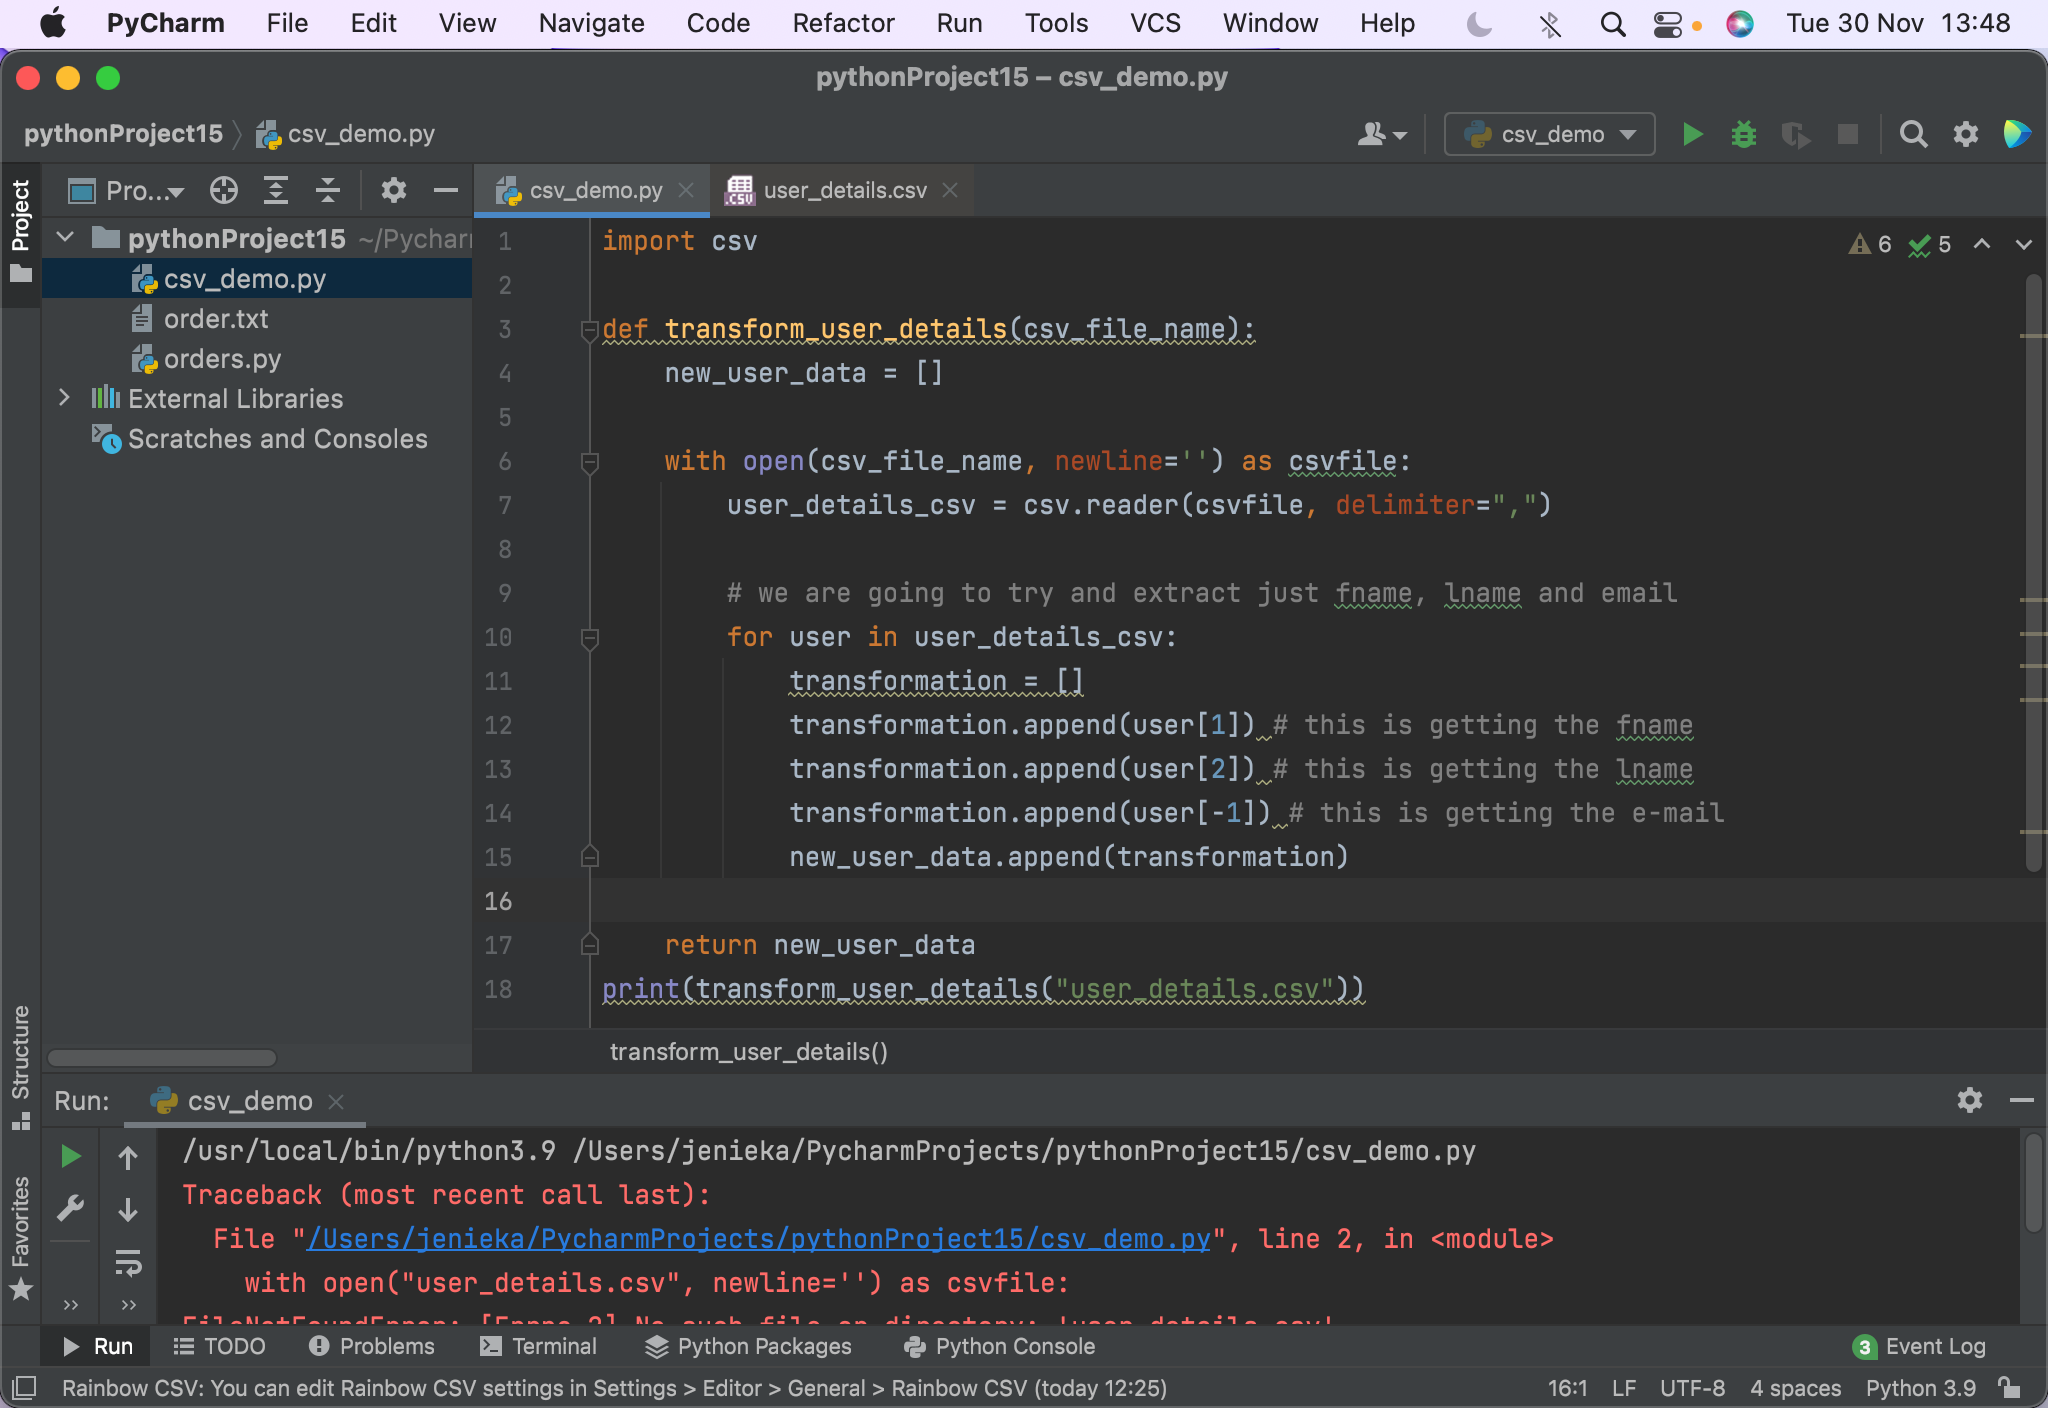 PyCharm File Edit View Navigate Code Refactor Run Tools VCS Window Help Tue 30 Nov 13:48
pythonProject15 – csv_demo.py
pythonProject15 csv_demo.py csv_demo
Project
Pro... csv_demo.py user_details.csv
pythonProject15 ~/Pycharm
csv_demo.py
order.txt
orders.py
External Libraries
Scratches and Consoles
6 5
1 import csv
2
3 def transform_user_details(csv_file_name):
4     new_user_data = []
5
6     with open(csv_file_name, newline='') as csvfile:
7         user_details_csv = csv.reader(csvfile, delimiter=",")
8
9         # we are going to try and extract just fname, lname and email
10         for user in user_details_csv:
11             transformation = []
12             transformation.append(user[1]) # this is getting the fname
13             transformation.append(user[2]) # this is getting the lname
14             transformation.append(user[-1]) # this is getting the e-mail
15             new_user_data.append(transformation)
16
17     return new_user_data
18 print(transform_user_details("user_details.csv"))
transform_user_details()
Structure
Favorites
Run: csv_demo
/usr/local/bin/python3.9 /Users/jenieka/PycharmProjects/pythonProject15/csv_demo.py
Traceback (most recent call last):
  File "/Users/jenieka/PycharmProjects/pythonProject15/csv_demo.py", line 2, in <module>
    with open("user_details.csv", newline='') as csvfile:
FileNotFoundError: [Errno 2] No such file or directory: 'user_details.csv'
Run TODO Problems Terminal Python Packages Python Console 3 Event Log
Rainbow CSV: You can edit Rainbow CSV settings in Settings > Editor > General > Rainbow CSV (today 12:25) 16:1 LF UTF-8 4 spaces Python 3.9